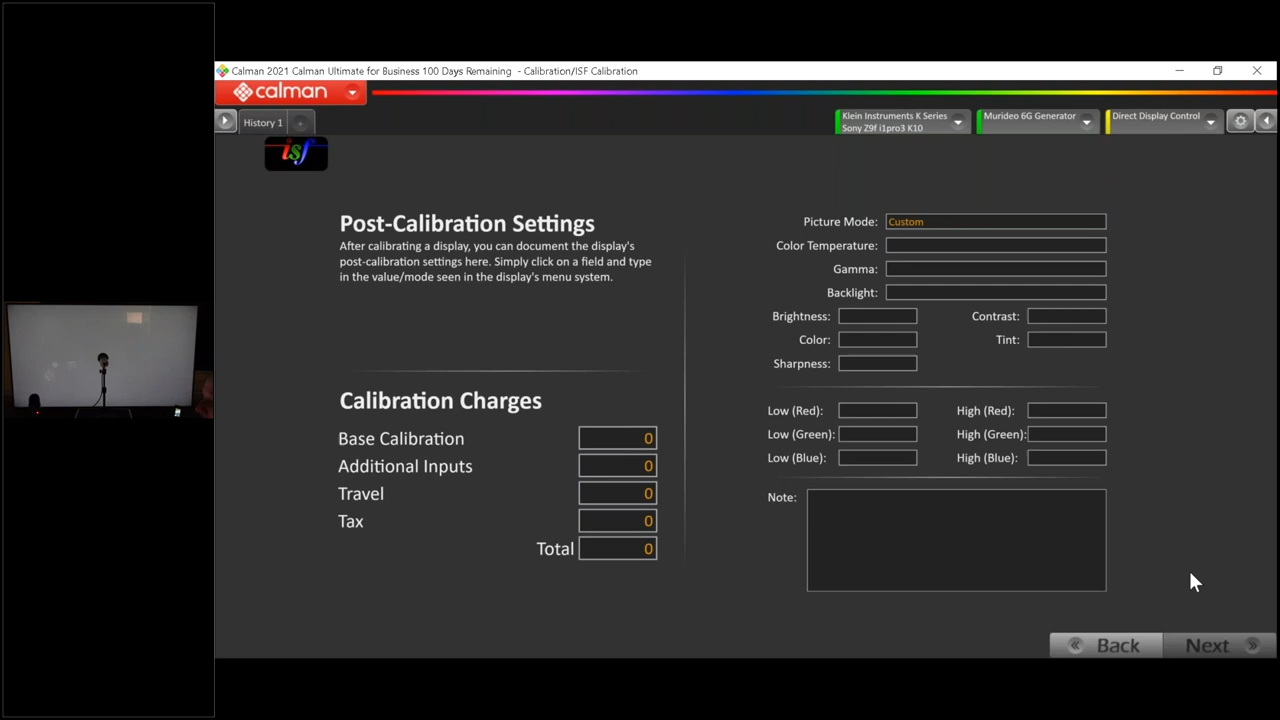 Calman 2021 Calman Ultimate for Business 100 Days Remaining - Calibration/ISF Calibration
calman
History 1
+
Klein Instruments K Series
Sony Z9f i1pro3 K10
Murideo 6G Generator
Direct Display Control
isf
Post-Calibration Settings
After calibrating a display, you can document the display's
post-calibration settings here. Simply click on a field and type
in the value/mode seen in the display's menu system.
Calibration Charges
Base Calibration 0
Additional Inputs 0
Travel 0
Tax 0
Total 0
Picture Mode: Custom
Color Temperature:
Gamma:
Backlight:
Brightness: Contrast:
Color: Tint:
Sharpness:
Low (Red): High (Red):
Low (Green): High (Green):
Low (Blue): High (Blue):
Note:
Back Next